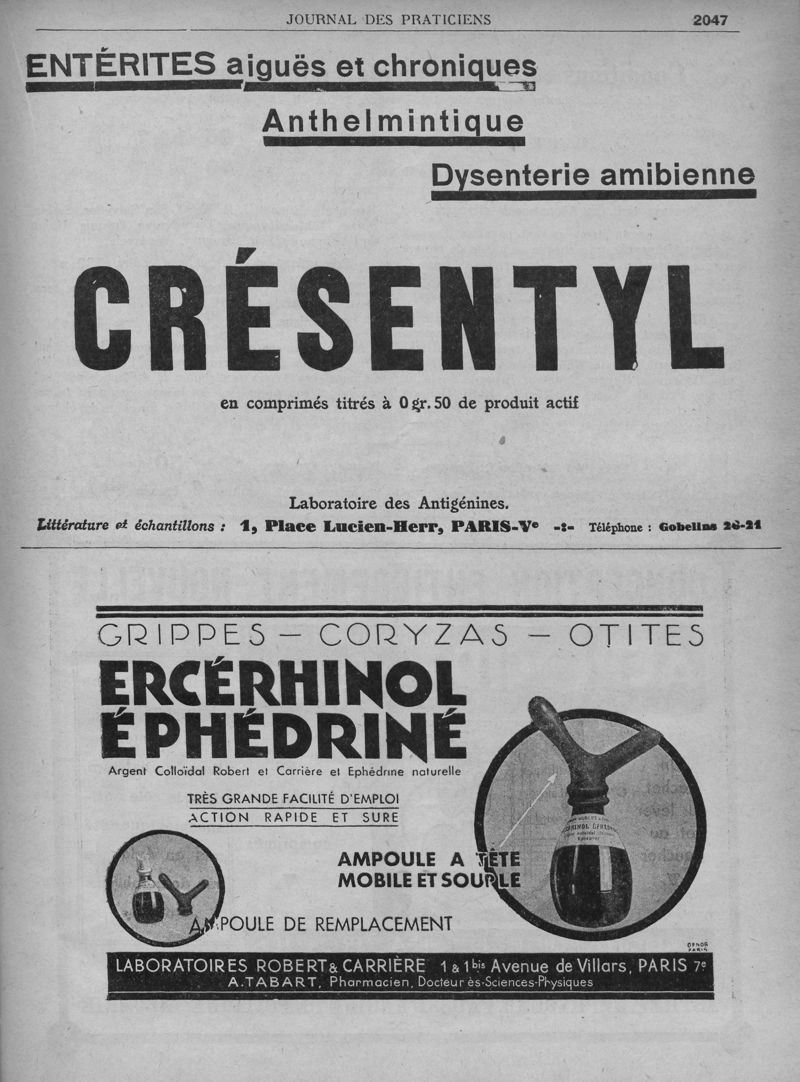 JOURNAL DES PRATICIENS 2047
ENTÉRITES aiguës et chroniques
Anthelmintique
Dysenterie amibienne
CRÉSENTYL
en comprimés titrés à 0 gr. 50 de produit actif
Laboratoire des Antigénines.
Littérature et échantillons : 1, Place Lucien-Herr, PARIS-Ve -:- Téléphone : Gobelins 26-21
GRIPPES — CORYZAS — OTITES
ERCÉRHINOL
ÉPHÉDRINÉ
Argent Colloïdal Robert et Carrière et Ephédrine naturelle
TRÈS GRANDE FACILITÉ D'EMPLOI
ACTION RAPIDE ET SURE
AMPOULE A TÊTE
MOBILE ET SOUPLE
AMPOULE DE REMPLACEMENT
LABORATOIRES ROBERT & CARRIÈRE 1 & 1bis Avenue de Villars, PARIS 7e
A. TABART, Pharmacien, Docteur ès-Sciences-Physiques